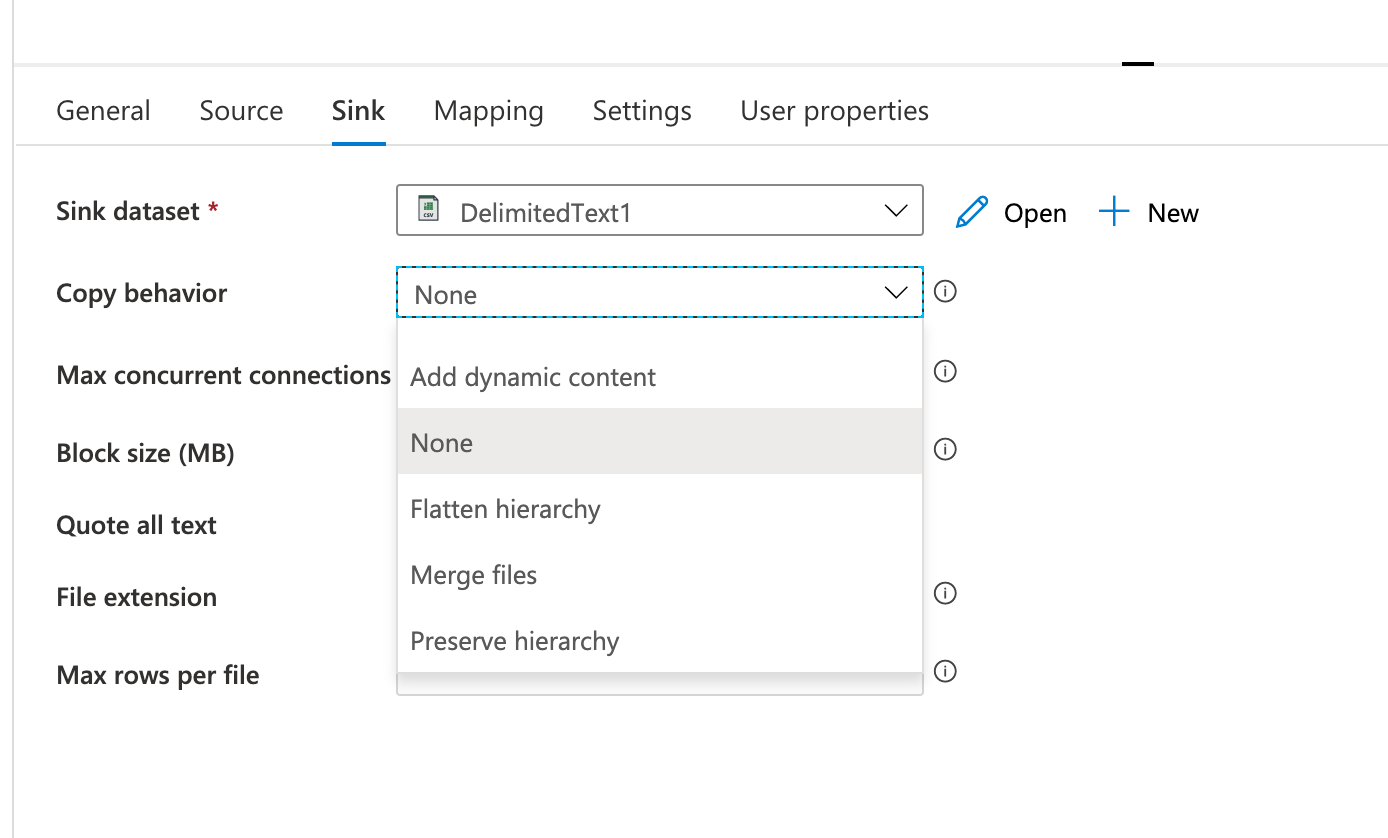 General Source Sink Mapping Settings User properties
Sink dataset * CSV DelimitedText1 Open New
Copy behavior None
Add dynamic content
Max concurrent connections
None
Block size (MB)
Flatten hierarchy
Quote all text
Merge files
File extension
Preserve hierarchy
Max rows per file